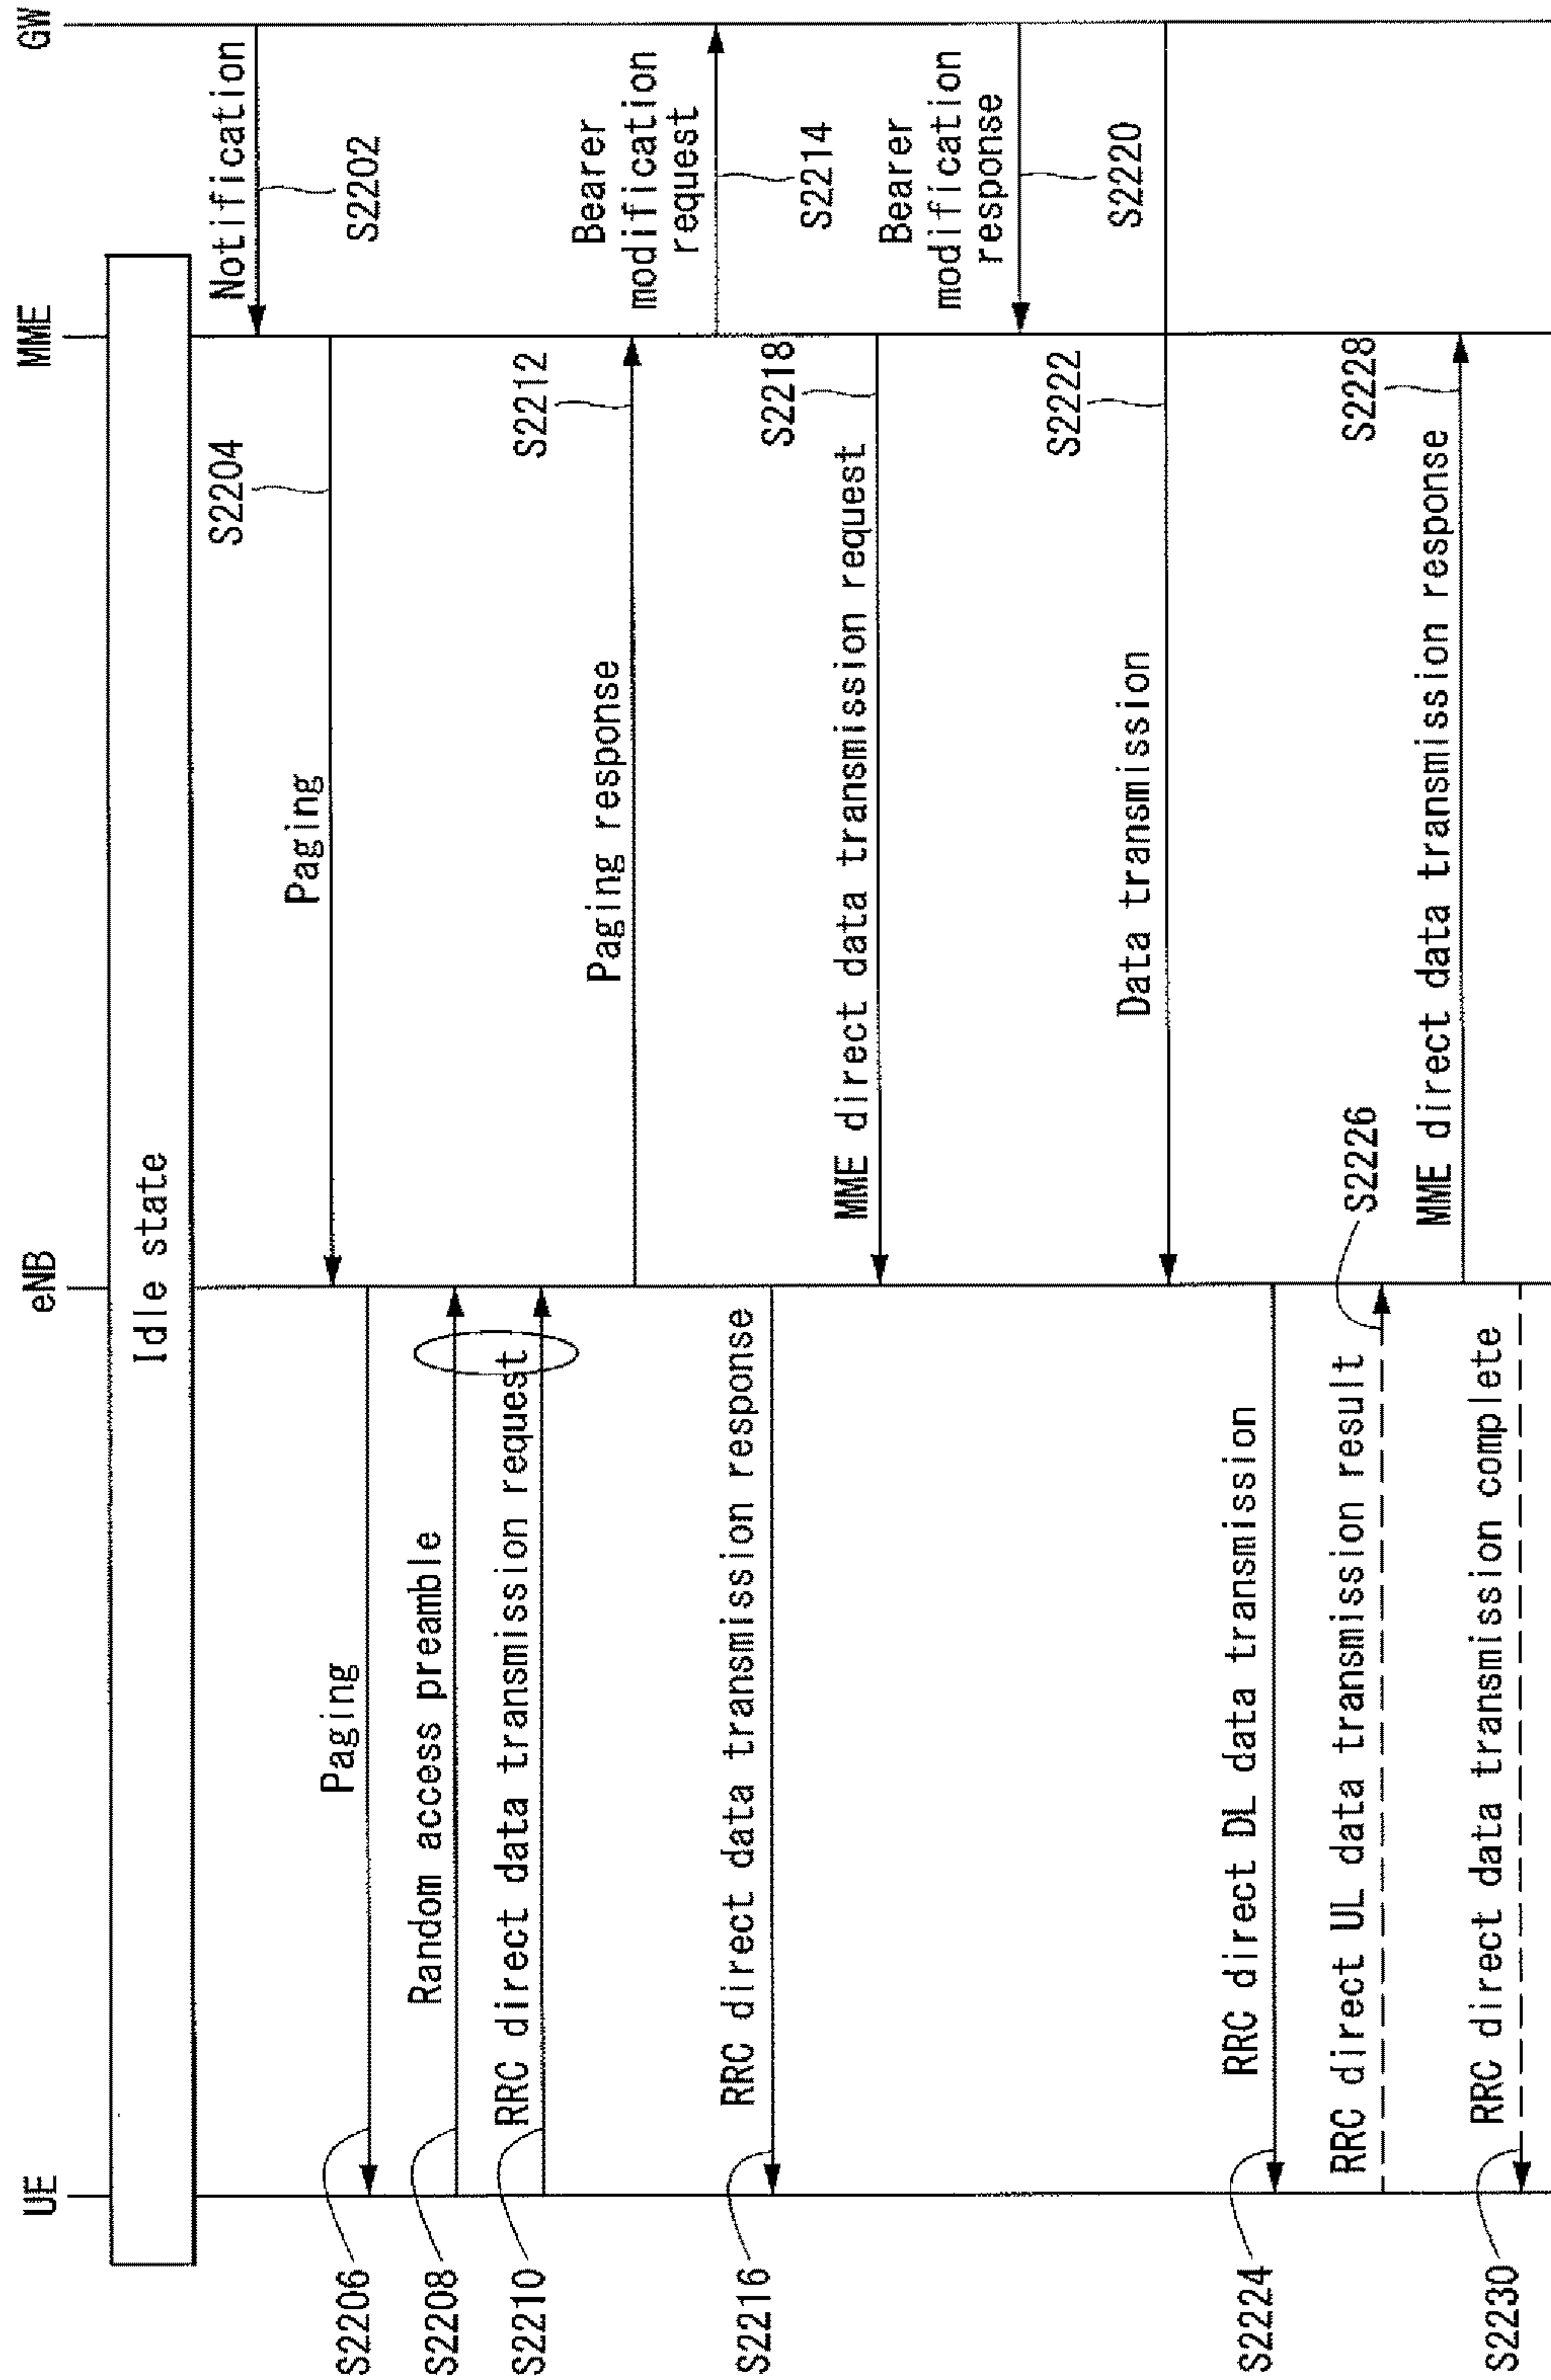 UE
eNB
MME
GW
Idle state
Notification
S2202
S2204
Paging
Paging
S2206
Random access preamble
S2208
RRC direct data transmission request
S2210
Paging response
S2212
Bearer
modification
request
S2214
RRC direct data transmission response
S2216
MME direct data transmission request
S2218
Bearer
modification
response
S2220
Data transmission
S2222
RRC direct DL data transmission
S2224
RRC direct UL data transmission result
S2226
MME direct data transmission response
S2228
RRC direct data transmission complete
S2230